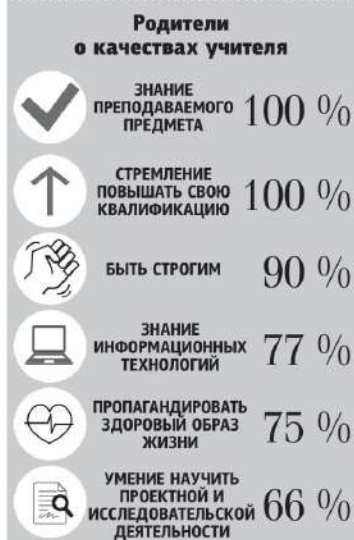 Родители
о качествах учителя
ЗНАНИЕ
ПРЕПОДАВАЕМОГО
ПРЕДМЕТА
100 %
СТРЕМЛЕНИЕ
ПОВЫШАТЬ СВОЮ
КВАЛИФИКАЦИЮ
100 %
БЫТЬ СТРОГИМ
90 %
ЗНАНИЕ
ИНФОРМАЦИОННЫХ
ТЕХНОЛОГИЙ
77 %
ПРОПАГАНДИРОВАТЬ
ЗДОРОВЫЙ ОБРАЗ
ЖИЗНИ
75 %
УМЕНИЕ НАУЧИТЬ
ПРОЕКТНОЙ И
ИССЛЕДОВАТЕЛЬСКОЙ
ДЕЯТЕЛЬНОСТИ
66 %